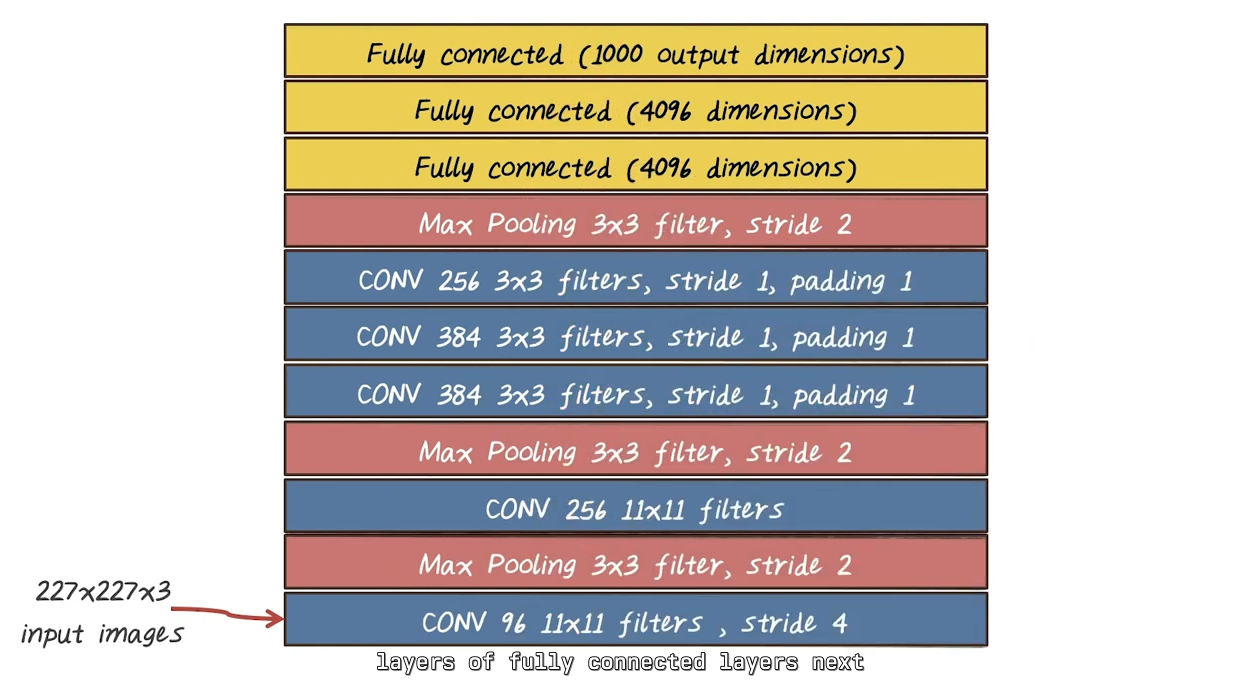 Fully connected (1000 output dimensions)
Fully connected (4096 dimensions)
Fully connected (4096 dimensions)
Max Pooling 3x3 filter, stride 2
CONV 256 3x3 filters, stride 1, padding 1
CONV 384 3x3 filters, stride 1, padding 1
CONV 384 3x3 filters, stride 1, padding 1
Max Pooling 3x3 filter, stride 2
CONV 256 11x11 filters
Max Pooling 3x3 filter, stride 2
227x227x3
input images
CONV 96 11x11 filters , stride 4
layers of fully connected layers next